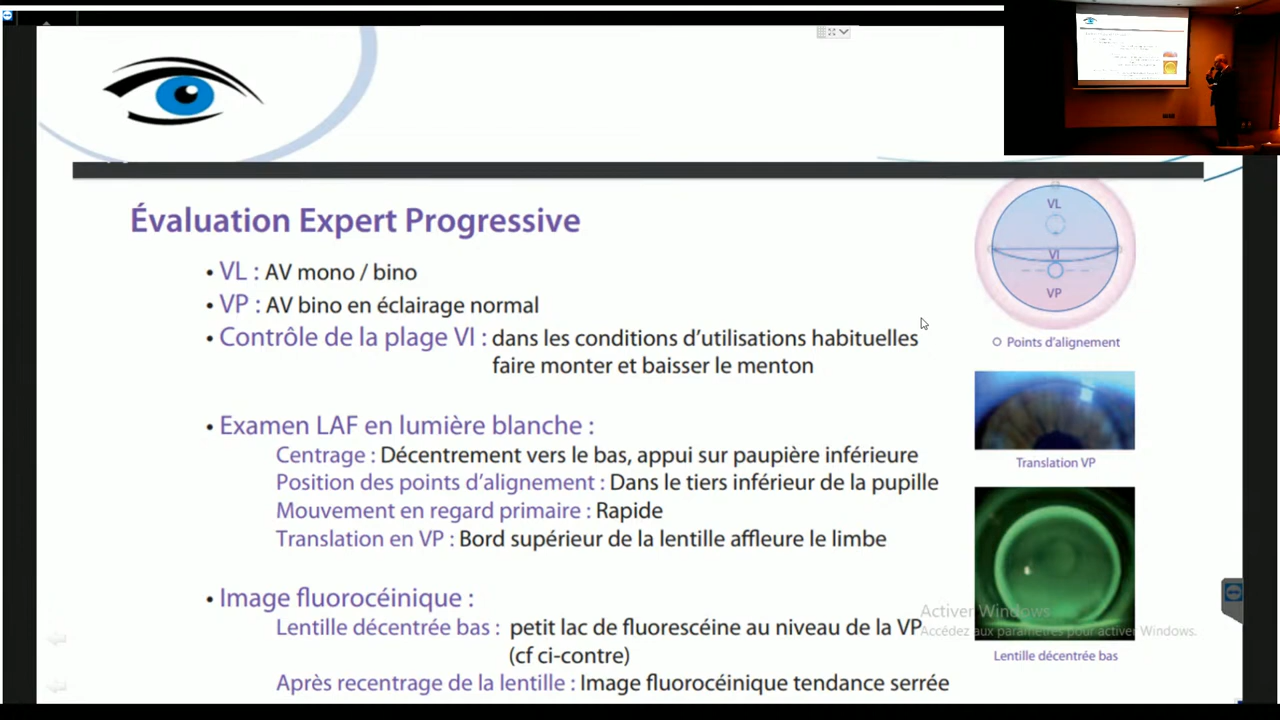 Évaluation Expert Progressive
• VL : AV mono / bino
• VP : AV bino en éclairage normal
• Contrôle de la plage VI : dans les conditions d’utilisations habituelles
faire monter et baisser le menton
• Examen LAF en lumière blanche :
Centrage : Décentrement vers le bas, appui sur paupière inférieure
Position des points d’alignement : Dans le tiers inférieur de la pupille
Mouvement en regard primaire : Rapide
Translation en VP : Bord supérieur de la lentille affleure le limbe
• Image fluorocéinique :
Lentille décentrée bas : petit lac de fluorescéine au niveau de la VP
(cf ci-contre)
Après recentrage de la lentille : Image fluorocéinique tendance serrée
VL
VI
VP
Points d’alignement
Translation VP
Lentille décentrée bas
Activer Windows
Accédez aux paramètres pour activer Windows.